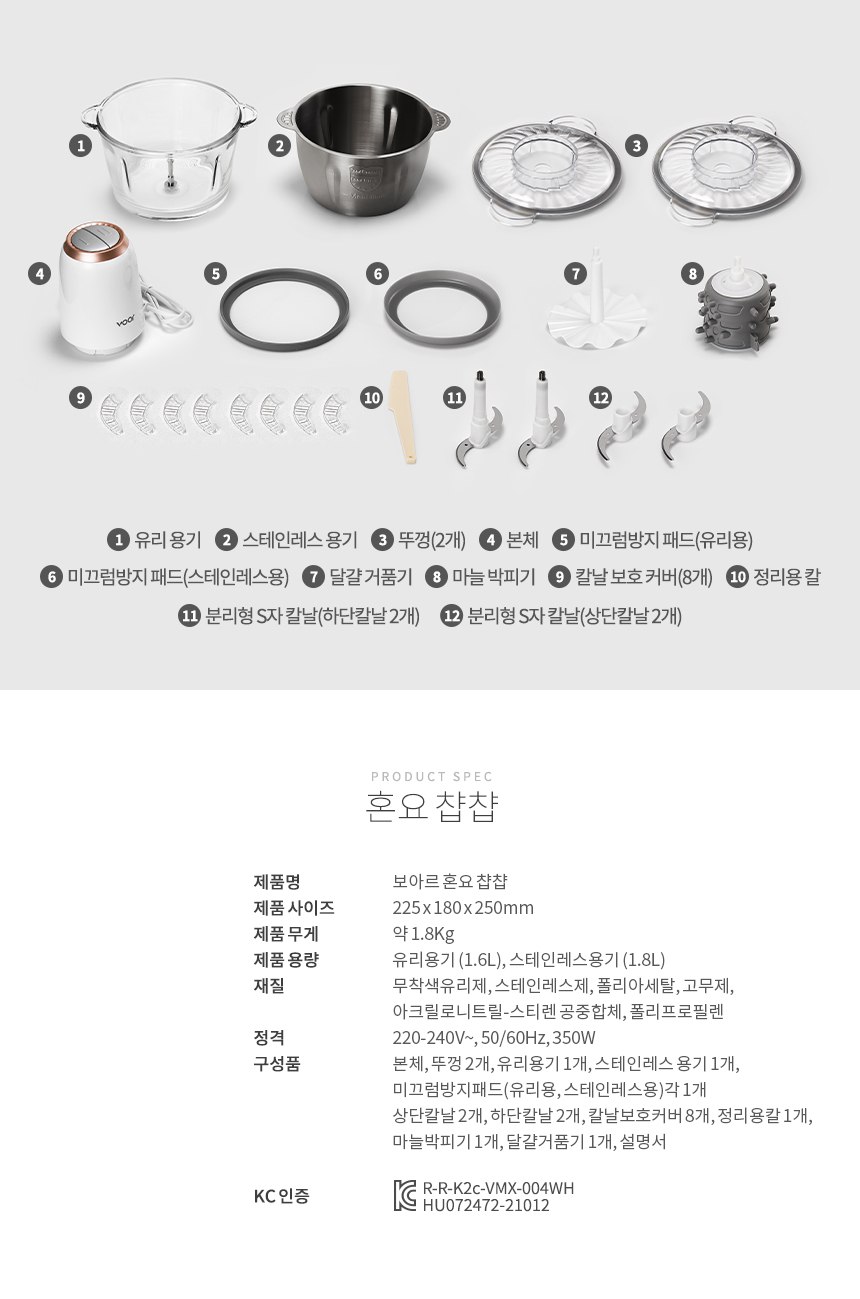 1
2
3
4
5
6
7
8
voar
9
10
11
12
1 유리 용기 2 스테인레스 용기 3 뚜껑(2개) 4 본체 5 미끄럼방지 패드(유리용)
6 미끄럼방지 패드(스테인레스용) 7 달걀 거품기 8 마늘 박피기 9 칼날 보호 커버(8개) 10 정리용 칼
11 분리형 S자 칼날(하단칼날 2개) 12 분리형 S자 칼날(상단칼날 2개)
PRODUCT SPEC
혼요 챱챱
제품명 보아르 혼요 챱챱
제품 사이즈 225 x 180 x 250mm
제품 무게 약 1.8Kg
제품 용량 유리용기 (1.6L), 스테인레스용기 (1.8L)
재질 무착색유리제, 스테인레스제, 폴리아세탈, 고무제,
아크릴로니트릴-스티렌 공중합체, 폴리프로필렌
정격 220-240V~, 50/60Hz, 350W
구성품 본체, 뚜껑 2개, 유리용기 1개, 스테인레스 용기 1개,
미끄럼방지패드(유리용, 스테인레스용)각 1개
상단칼날 2개, 하단칼날 2개, 칼날보호커버 8개, 정리용칼 1개,
마늘박피기 1개, 달걀거품기 1개, 설명서
KC 인증 R-R-K2c-VMX-004WH
HU072472-21012